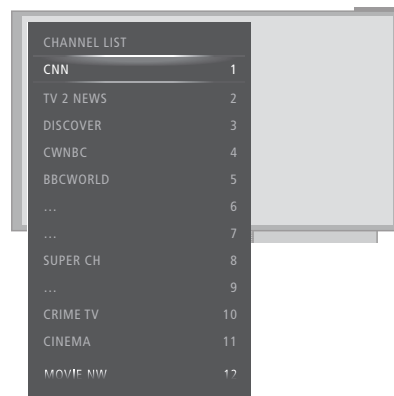 CHANNEL LIST
CNN 1
TV 2 NEWS 2
DISCOVER 3
CWNBC 4
BBCWORLD 5
... 6
... 7
SUPER CH 8
... 9
CRIME TV 10
CINEMA 11
MOVIE NW 12